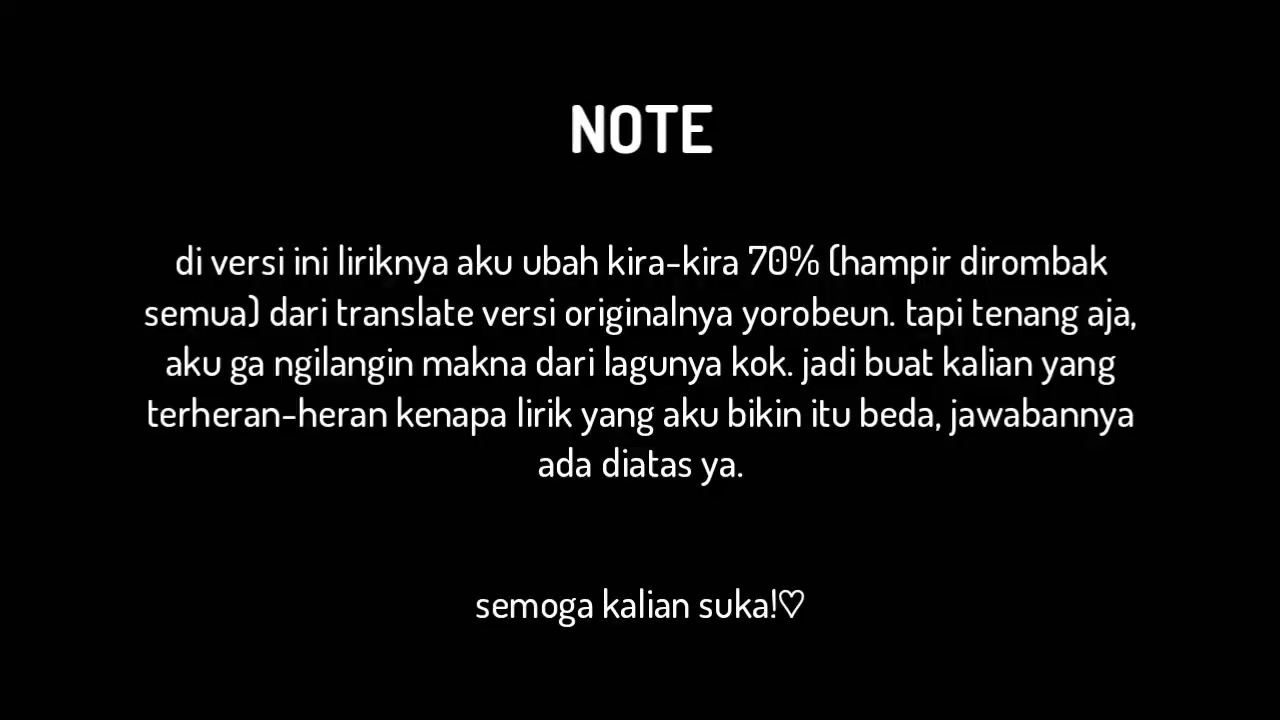 NOTE
di versi ini liriknya aku ubah kira-kira 70% (hampir dirombak
semua) dari translate versi originalnya yorobeun. tapi tenang aja,
aku ga ngilangin makna dari lagunya kok. jadi buat kalian yang
terheran-heran kenapa lirik yang aku bikin itu beda, jawabannya
ada diatas ya.
semoga kalian suka!♡